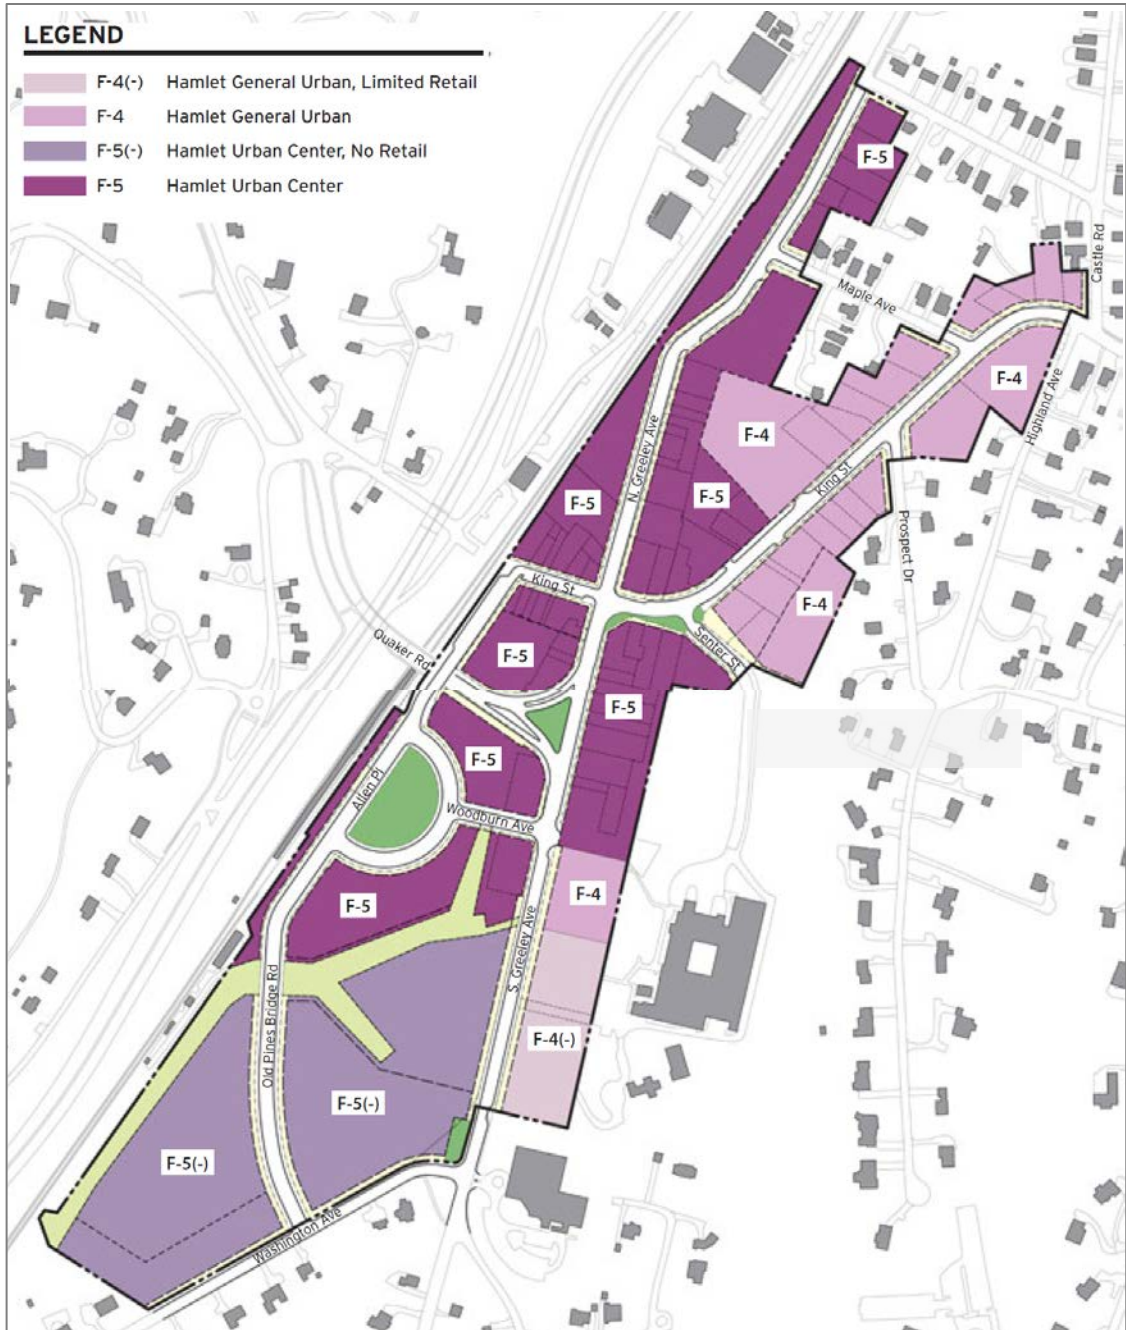 LEGEND
F-4(-) Hamlet General Urban, Limited Retail
F-4 Hamlet General Urban
F-5(-) Hamlet Urban Center, No Retail
F-5 Hamlet Urban Center
F-5
Castle Rd
Maple Ave
F-4
Highland Ave
F-4
N. Greeley Ave
King St
F-5
F-5
Prospect Dr
King St
F-4
Senter St
Quaker Rd
F-5
F-5
F-5
Allen Pl
Woodburn Ave
F-4
F-5
S. Greeley Ave
Old Pines Bridge Rd
F-4(-)
F-5(-)
F-5(-)
Washington Ave